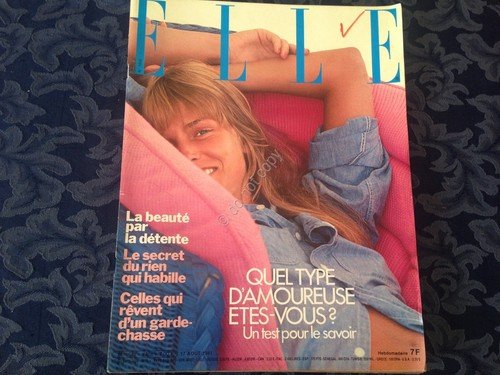 ELLE
La beauté
par
la détente
Le secret
du rien
qui habille
Celles qui
rêvent
d'un garde-
chasse
QUEL TYPE
D'AMOUREUSE
ETES-VOUS?
Un test pour le savoir
Hebdomadaire 7F